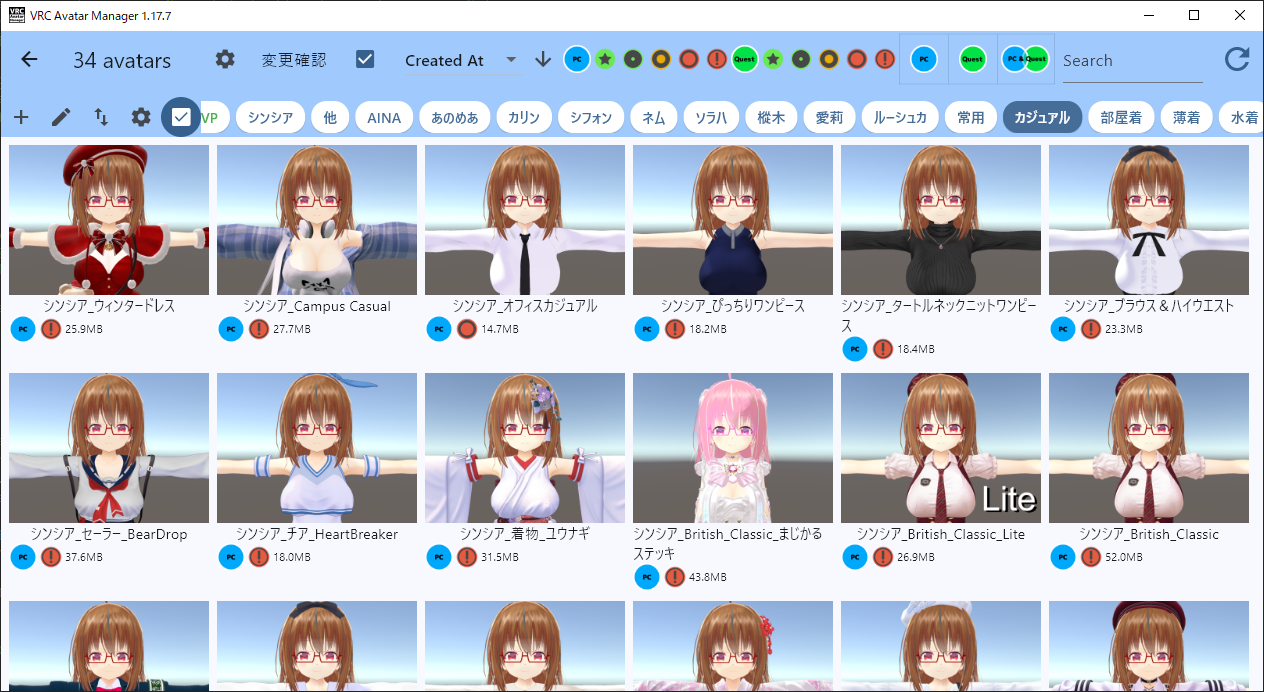 VRC Avatar Manager 1.17.7
34 avatars 変更確認 Created At PC Quest PC Quest PC & Quest Search
VP シンシア 他 AINA あのめあ カリン シフォン ネム ソラハ 樅木 愛莉 ルーシュカ 常用 カジュアル 部屋着 薄着 水着
シンシア_ウィンタードレス
PC 25.9MB
シンシア_Campus Casual
PC 27.7MB
シンシア_オフィスカジュアル
PC 14.7MB
シンシア_ぴっちりワンピース
PC 18.2MB
シンシア_タートルネックニットワンピー
ス
PC 18.4MB
シンシア_ブラウス＆ハイウエスト
PC 23.3MB
シンシア_セーラー_BearDrop
PC 37.6MB
シンシア_チア_HeartBreaker
PC 18.0MB
シンシア_着物_ユウナギ
PC 31.5MB
シンシア_British_Classic_まじかる
ステッキ
PC 43.8MB
Lite
シンシア_British_Classic_Lite
PC 26.9MB
シンシア_British_Classic
PC 52.0MB